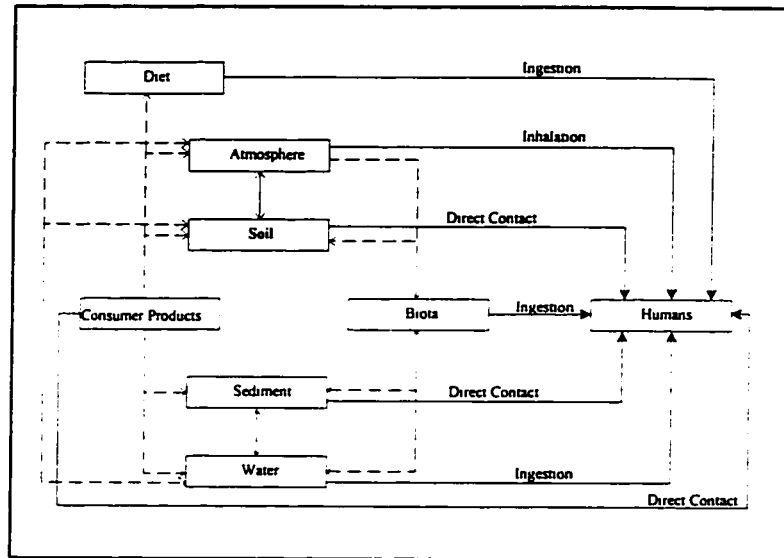 Diet
Ingestion
Atmosphere
Inhalation
Soil
Direct Contact
Consumer Products
Biota
Ingestion
Humans
Sediment
Direct Contact
Water
Ingestion
Direct Contact